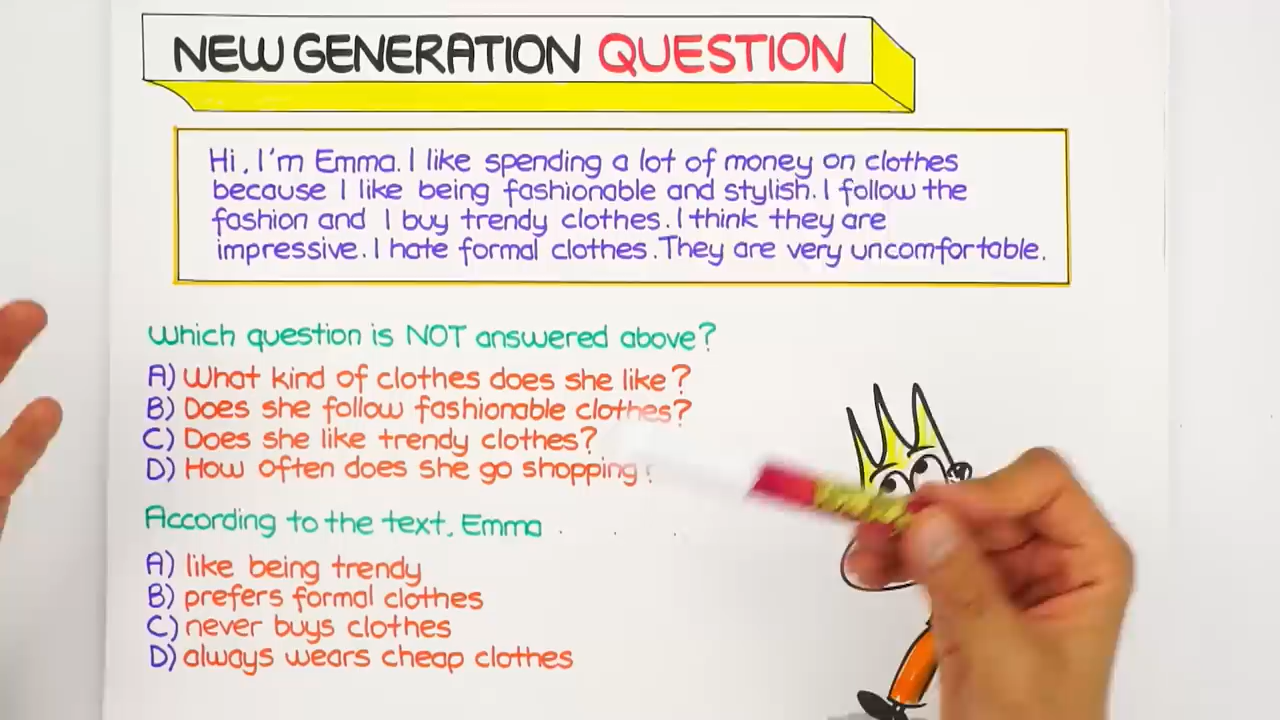 NEW GENERATION QUESTION
Hi, I'm Emma. I like spending a lot of money on clothes
because I like being fashionable and stylish. I follow the
fashion and I buy trendy clothes. I think they are
impressive. I hate formal clothes. They are very uncomfortable.
Which question is NOT answered above?
A) What kind of clothes does she like?
B) Does she follow fashionable clothes?
C) Does she like trendy clothes?
D) How often does she go shopping?
According to the text, Emma
A) like being trendy
B) prefers formal clothes
C) never buys clothes
D) always wears cheap clothes